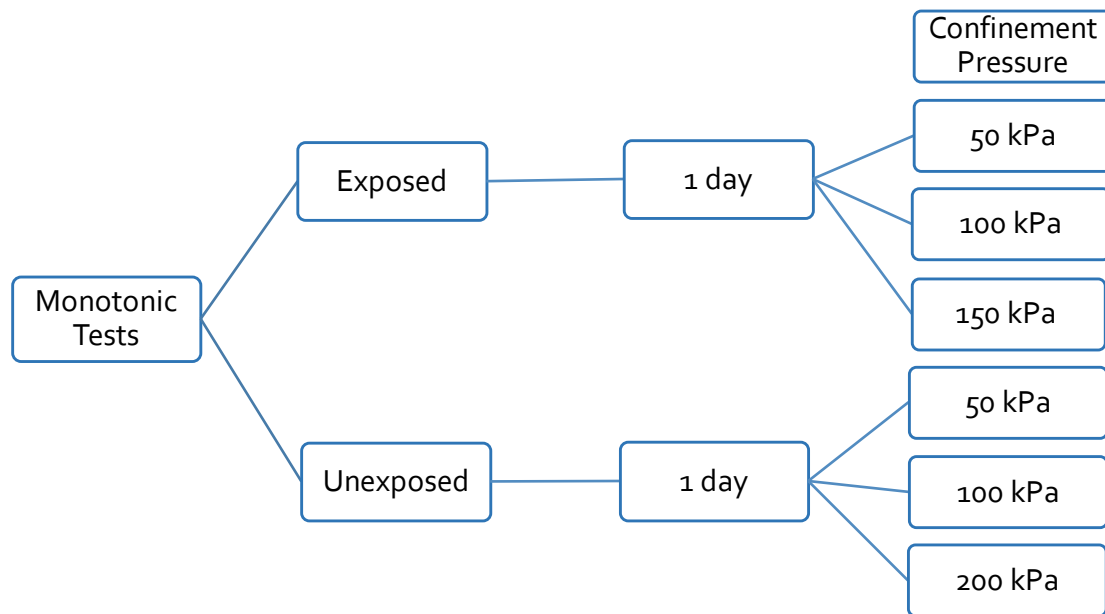 Confinement
Pressure
Exposed
1 day
50 kPa
100 kPa
150 kPa
Monotonic
Tests
Unexposed
1 day
50 kPa
100 kPa
200 kPa